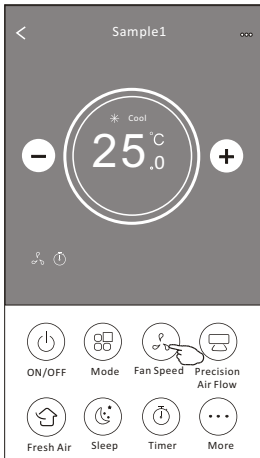 Sample1
Cool
25.0 °C
ON/OFF Mode Fan Speed Precision Air Flow
Fresh Air Sleep Timer More